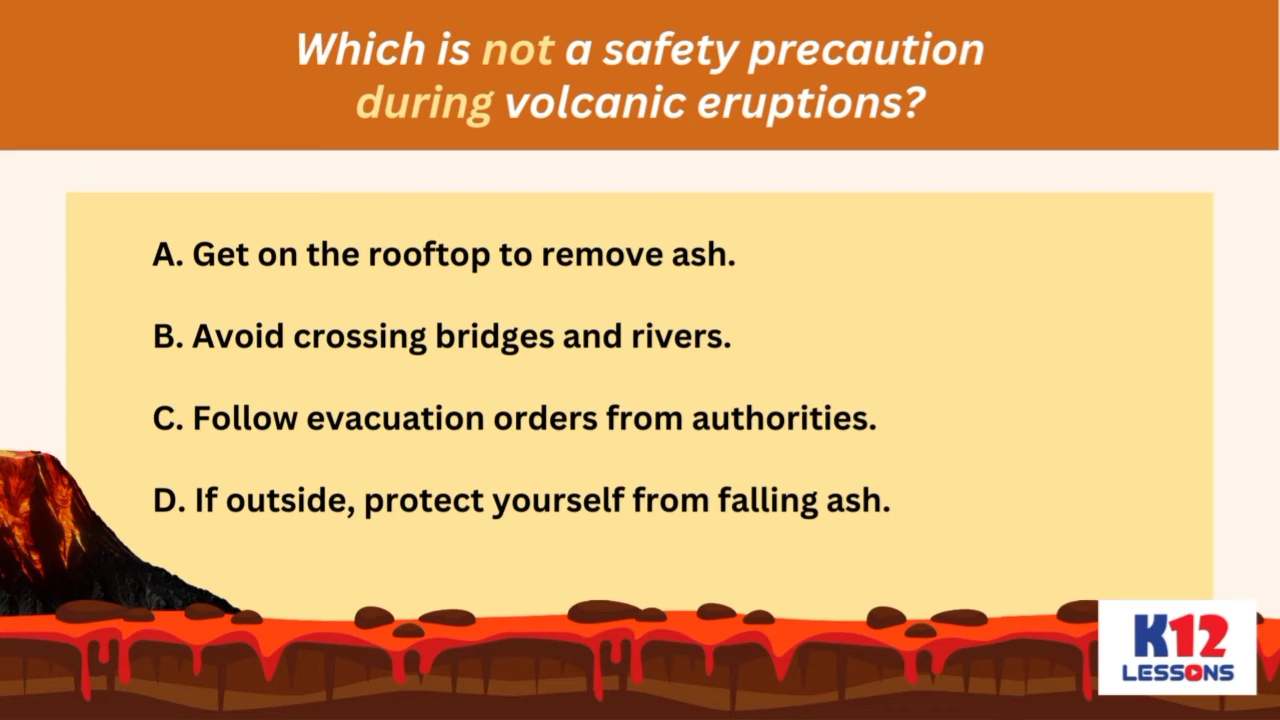 Which is not a safety precaution
during volcanic eruptions?
A. Get on the rooftop to remove ash.
B. Avoid crossing bridges and rivers.
C. Follow evacuation orders from authorities.
D. If outside, protect yourself from falling ash.
K12
LESSONS